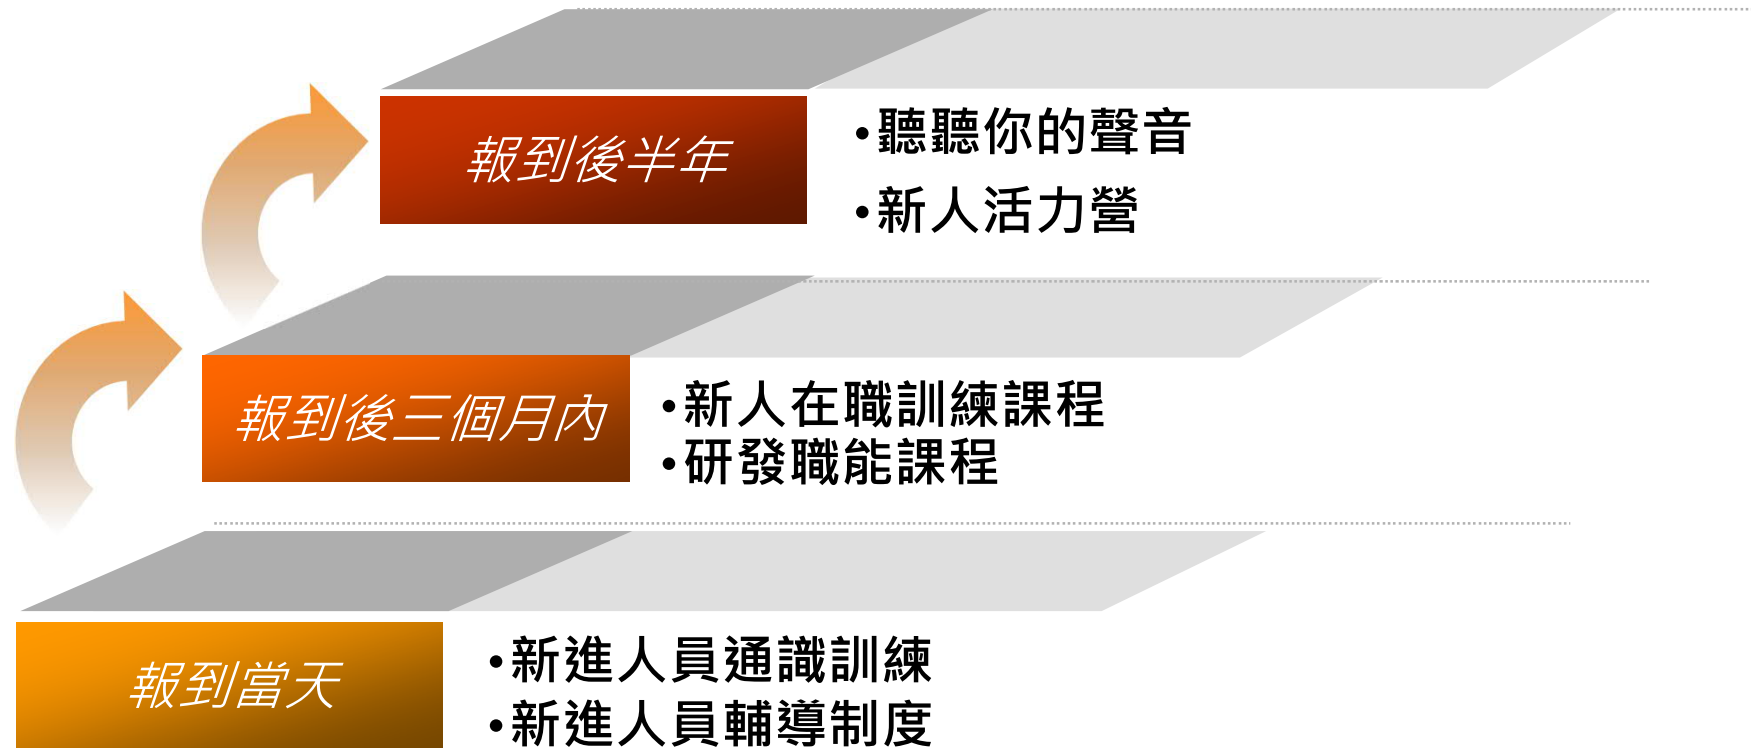 報到後半年
•聽聽你的聲音
•新人活力營
報到後三個月內
•新人在職訓練課程
•研發職能課程
報到當天
•新進人員通識訓練
•新進人員輔導制度